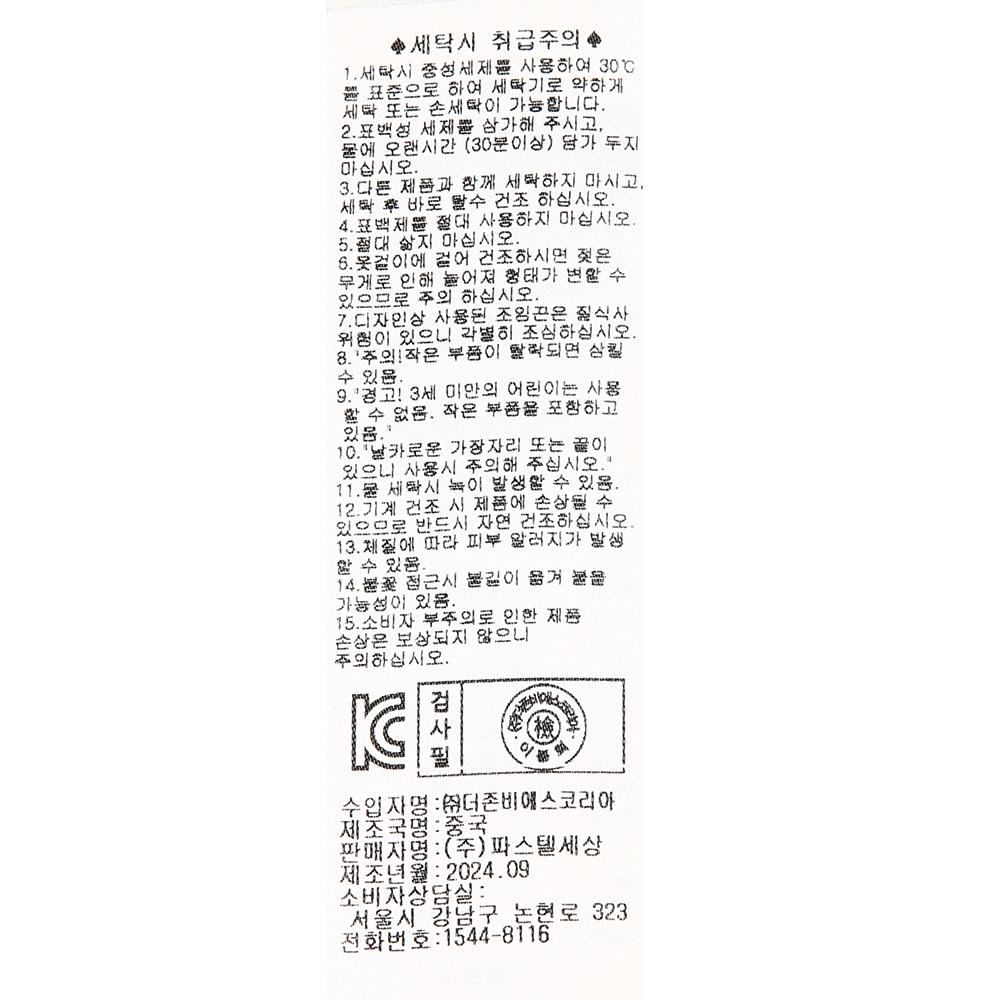 ♠세탁시 취급주의♠
1.세탁시 중성세제를 사용하여 30℃
를 표준으로 하여 세탁기로 약하게
세탁 또는 손세탁이 가능합니다.
2.표백성 세제를 삼가해 주시고,
물에 오랜시간 (30분이상) 담가 두지
마십시오.
3.다른 제품과 함께 세탁하지 마시고,
세탁 후 바로 탈수 건조 하십시오.
4.표백제를 절대 사용하지 마십시오.
5.절대 삶지 마십시오.
6.옷걸이에 걸어 건조하시면 젖은
무게로 인해 늘어져 형태가 변할 수
있으므로 주의 하십시오.
7.디자인상 사용된 조임끈은 질식사
위험이 있으니 각별히 조심하십시오.
8."주의!작은 부품이 탈락되면 삼킬
수 있음.
9."경고! 3세 미만의 어린이는 사용
할 수 없음. 작은 부품을 포함하고
있음."
10."날카로운 가장자리 또는 끝이
있으니 사용시 주의해 주십시오."
11.물 세탁시 녹이 발생할 수 있음.
12.기계 건조 시 제품에 손상될 수
있으므로 반드시 자연 건조하십시오.
13.체질에 따라 피부 알러지가 발생
할 수 있음.
14.불꽃 접근시 불길이 옮겨 붙을
가능성이 있음.
15.소비자 부주의로 인한 제품
손상은 보상되지 않으니
주의하십시오.
KC
검사필
㈜더존비에스코리아
檢
수입자명:㈜더존비에스코리아
제조국명:중국
판매자명:(주)파스텔세상
제조년월:2024.09
소비자상담실:
서울시 강남구 논현로 323
전화번호:1544-8116